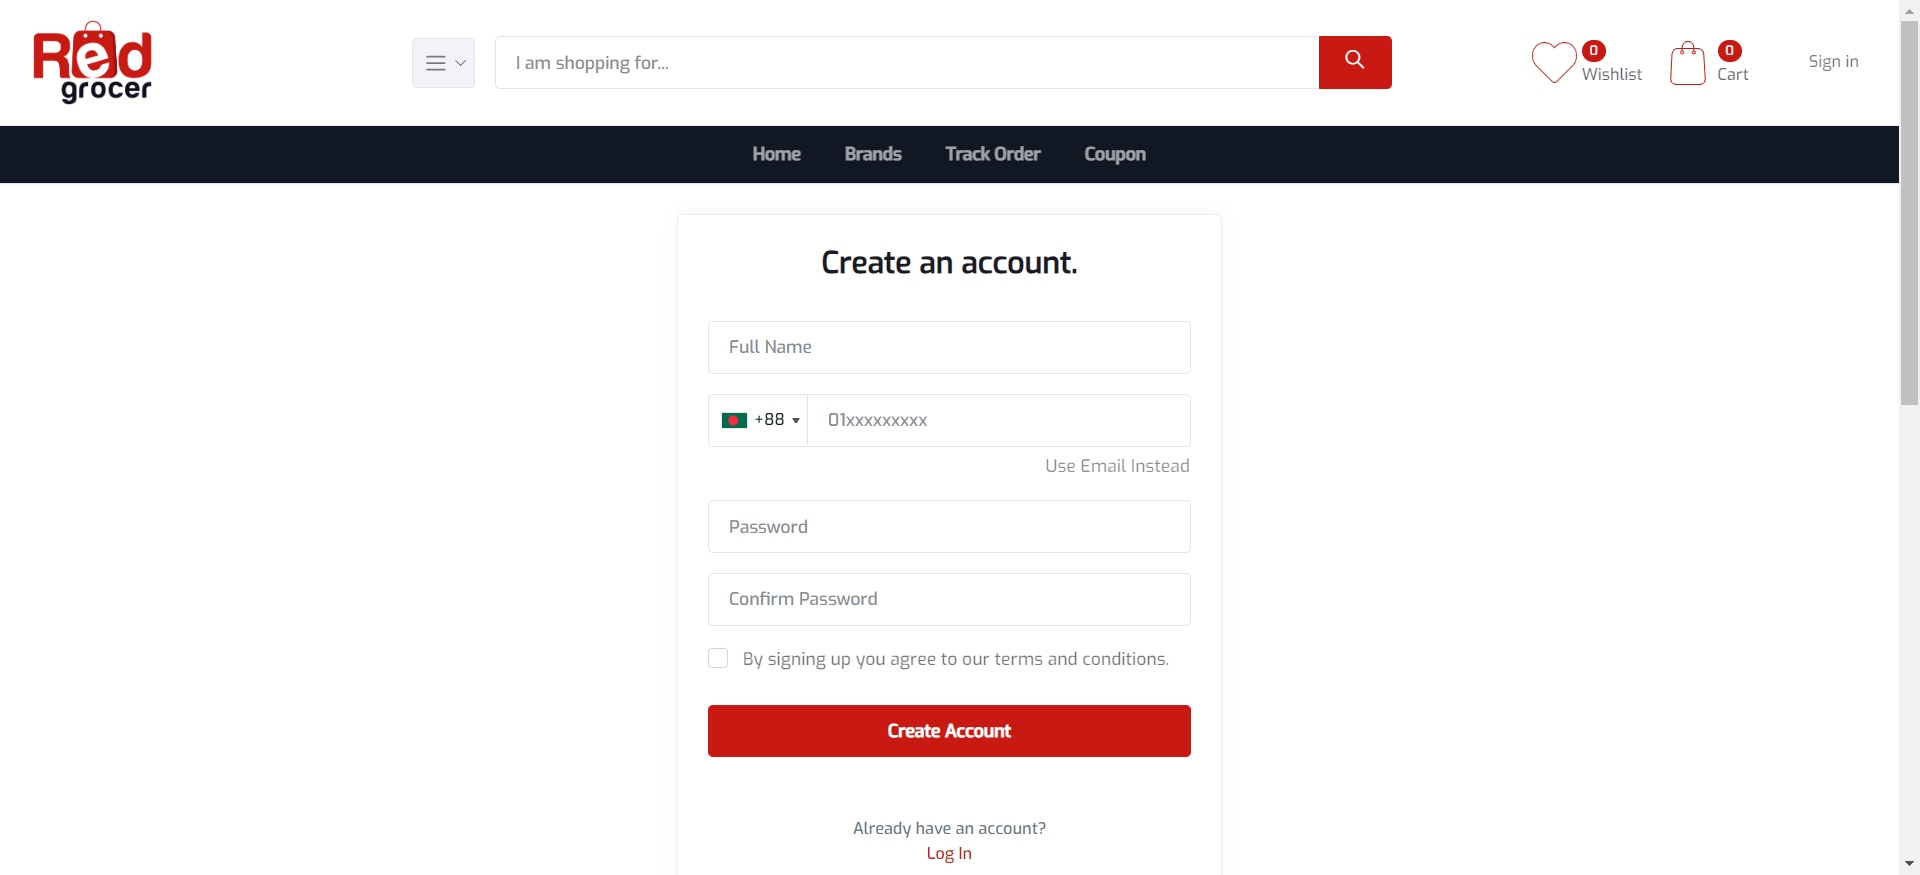 Red
grocer
I am shopping for...
0
Wishlist
0
Cart
Sign in
Home
Brands
Track Order
Coupon
Create an account.
Full Name
+88
01xxxxxxxxx
Use Email Instead
Password
Confirm Password
By signing up you agree to our terms and conditions.
Create Account
Already have an account?
Log In